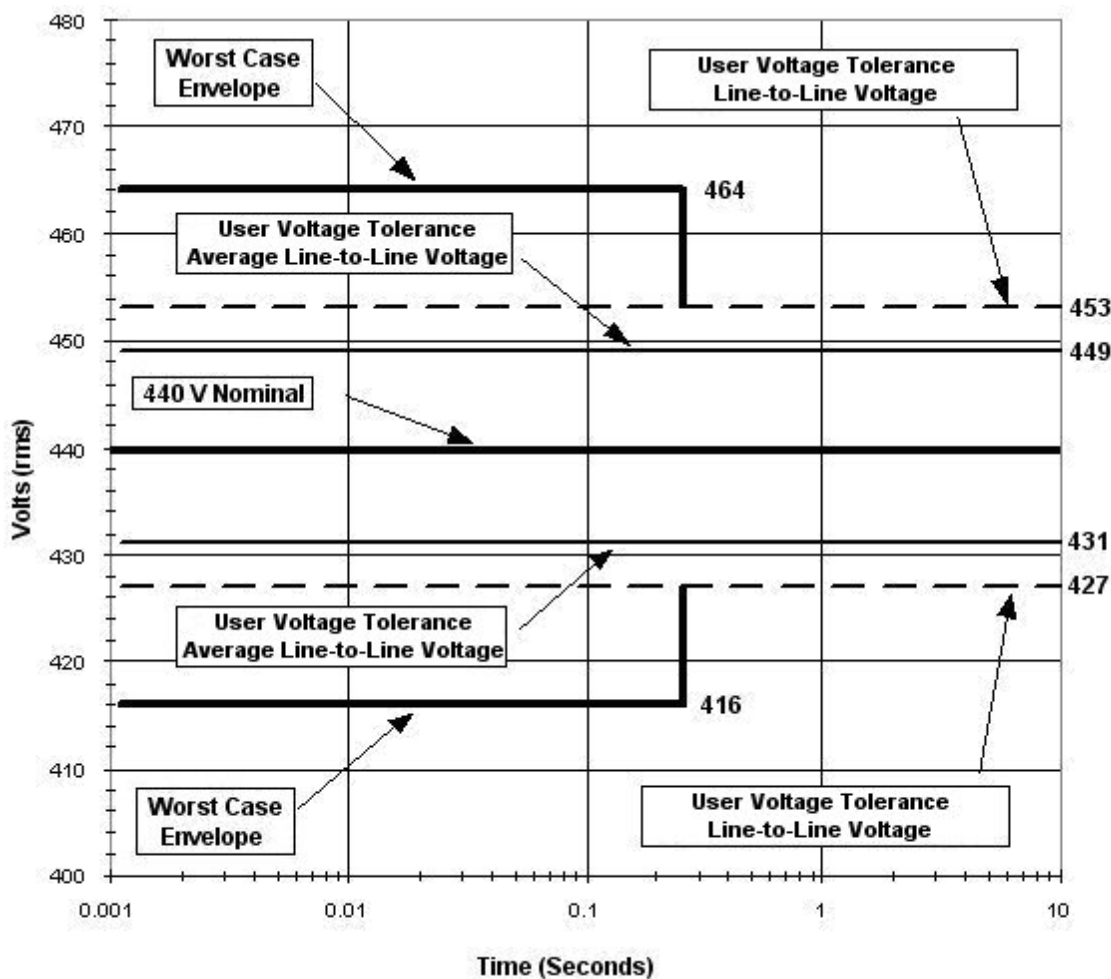 480
Worst Case
Envelope
User Voltage Tolerance
Line-to-Line Voltage
470
464
User Voltage Tolerance
Average Line-to-Line Voltage
460
453
450
449
440 V Nominal
440
Volts (rms)
431
430
427
User Voltage Tolerance
Average Line-to-Line Voltage
420
416
410
Worst Case
Envelope
User Voltage Tolerance
Line-to-Line Voltage
400
0.001
0.01
0.1
1
10
Time (Seconds)